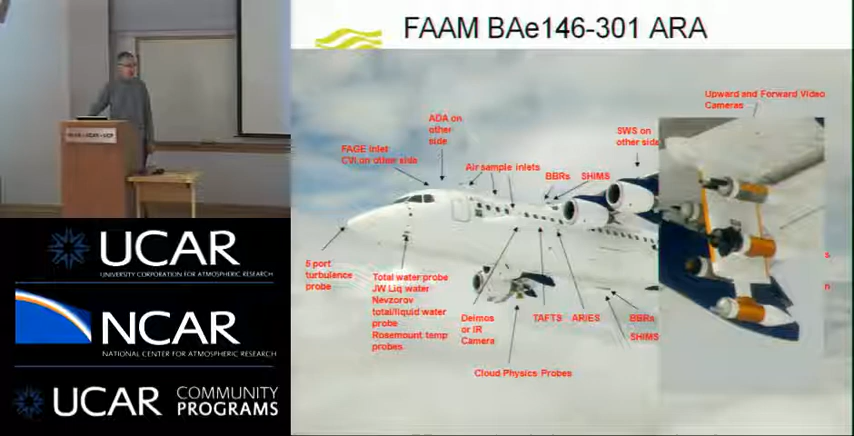 FAAM BAe146-301 ARA
Upward and Forward Video
Cameras
ADA on
other
side
SWS on
other side
FAGE inlet
CVI on other side
Air sample inlets
BBRs
SHIMS
5 port
turbulence
probe
Total water probe
JW Liq water
Nevzorov
total/liquid water
probe
Rosemount temp
probes
Deimos
or IR
Camera
TAFTS
ARIES
BBRs
SHIMS
s
n
Cloud Physics Probes
UCAR
UNIVERSITY CORPORATION FOR ATMOSPHERIC RESEARCH
NCAR
NATIONAL CENTER FOR ATMOSPHERIC RESEARCH
UCAR COMMUNITY
PROGRAMS